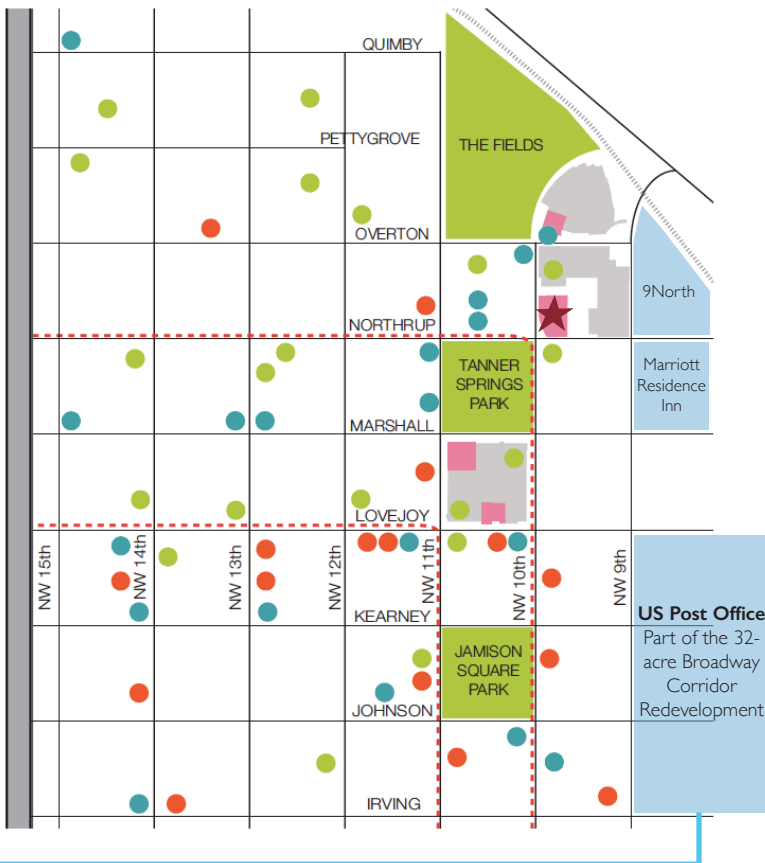 QUIMBY
PETTYGROVE
THE FIELDS
OVERTON
9North
NORTHRUP
TANNER
SPRINGS
PARK
Marriott
Residence
Inn
MARSHALL
LOVEJOY
NW 15th
NW 14th
NW 13th
NW 12th
NW 11th
NW 10th
NW 9th
KEARNEY
US Post Office
Part of the 32-
acre Broadway
Corridor
Redevelopment
JAMISON
SQUARE
PARK
JOHNSON
IRVING